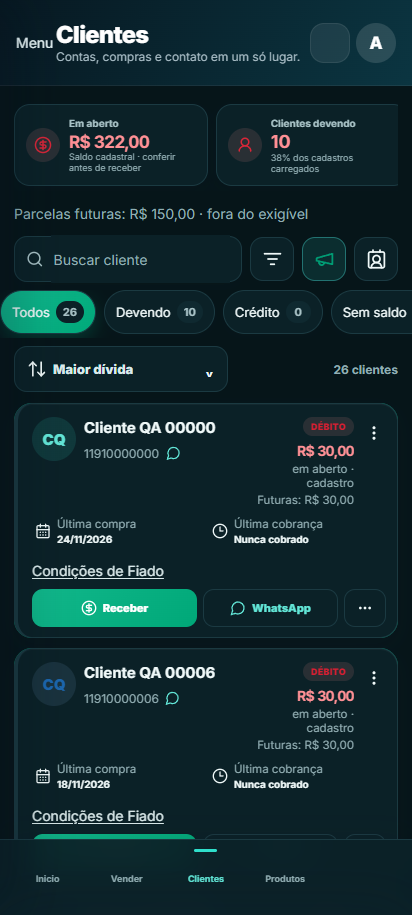 Menu
Clientes
Contas, compras e contato em um só lugar.
A
Em aberto
R$ 322,00
Saldo cadastral · conferir
antes de receber
Clientes devendo
10
38% dos cadastros
carregados
Parcelas futuras: R$ 150,00 · fora do exigível
Buscar cliente
Todos 26
Devendo 10
Crédito 0
Sem saldo
Maior dívida
v
26 clientes
CQ
Cliente QA 00000
11910000000
DÉBITO
R$ 30,00
em aberto ·
cadastro
Futuras: R$ 30,00
Última compra
24/11/2026
Última cobrança
Nunca cobrado
Condições de Fiado
Receber
WhatsApp
CQ
Cliente QA 00006
11910000006
DÉBITO
R$ 30,00
em aberto ·
cadastro
Futuras: R$ 30,00
Última compra
18/11/2026
Última cobrança
Nunca cobrado
Condições de Fiado
Início
Vender
Clientes
Produtos